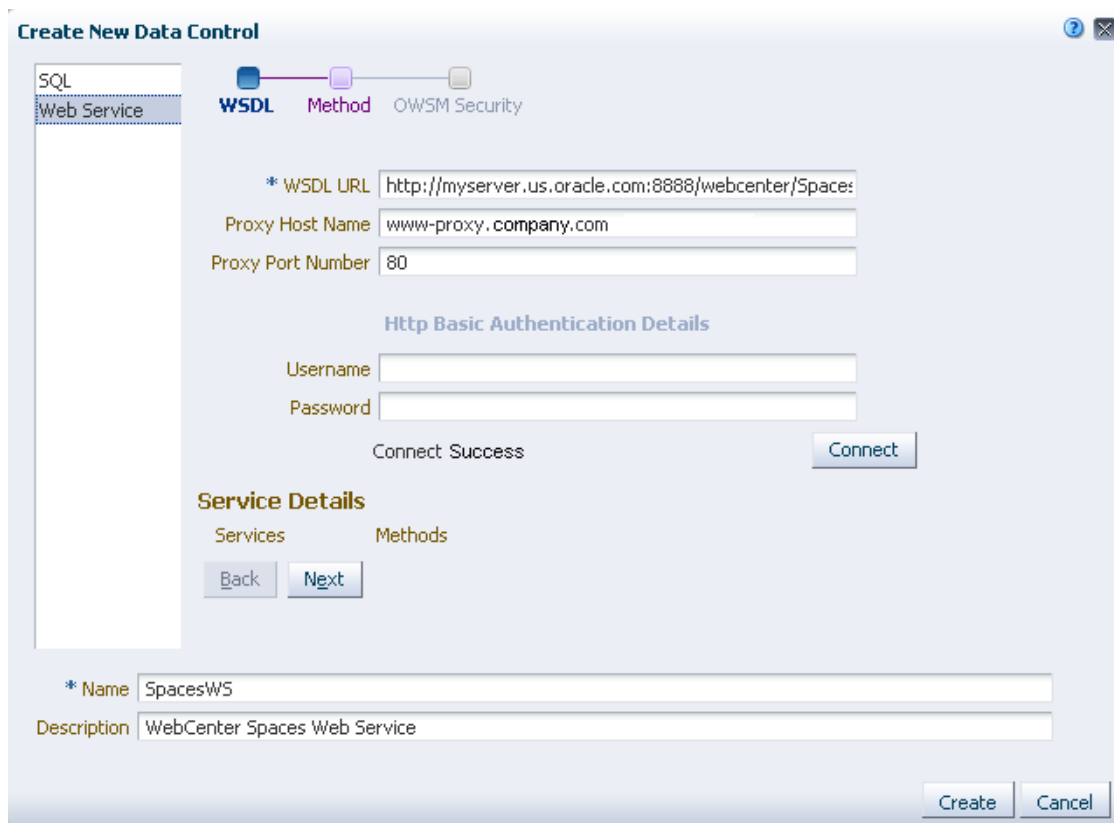 Create New Data Control
SQL
Web Service
WSDL Method OWSM Security
* WSDL URL http://myserver.us.oracle.com:8888/webcenter/Spaces
Proxy Host Name www-proxy.company.com
Proxy Port Number 80
Http Basic Authentication Details
Username
Password
Connect Success Connect
Service Details
Services Methods
Back Next
* Name SpacesWS
Description WebCenter Spaces Web Service
Create Cancel